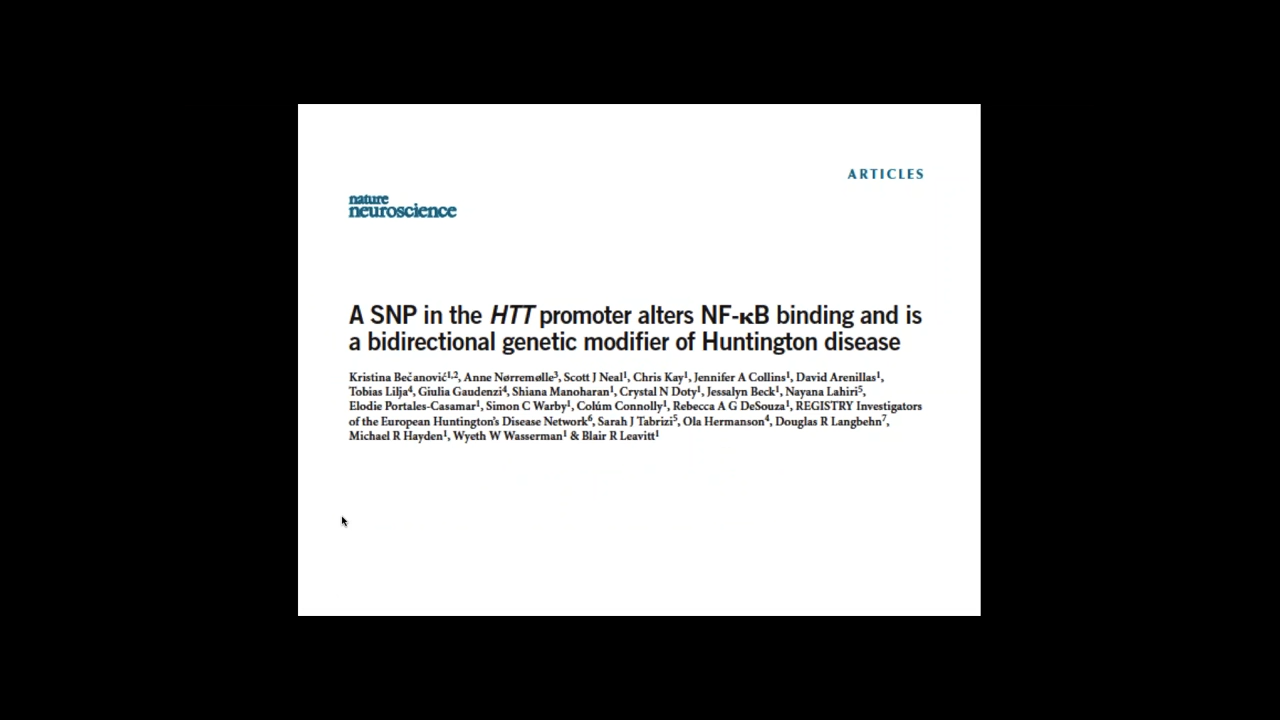 ARTICLES
nature
neuroscience
A SNP in the HTT promoter alters NF-κB binding and is
a bidirectional genetic modifier of Huntington disease
Kristina Bečanović1,2, Anne Nørremølle3, Scott J Neal1, Chris Kay1, Jennifer A Collins1, David Arenillas1,
Tobias Lilja4, Giulia Gaudenzi4, Shiana Manoharan1, Crystal N Doty1, Jessalyn Beck1, Nayana Lahiri5,
Elodie Portales-Casamar1, Simon C Warby1, Colúm Connolly1, Rebecca A G DeSouza1, REGISTRY Investigators
of the European Huntington's Disease Network6, Sarah J Tabrizi5, Ola Hermanson4, Douglas R Langbehn7,
Michael R Hayden1, Wyeth W Wasserman1 & Blair R Leavitt1